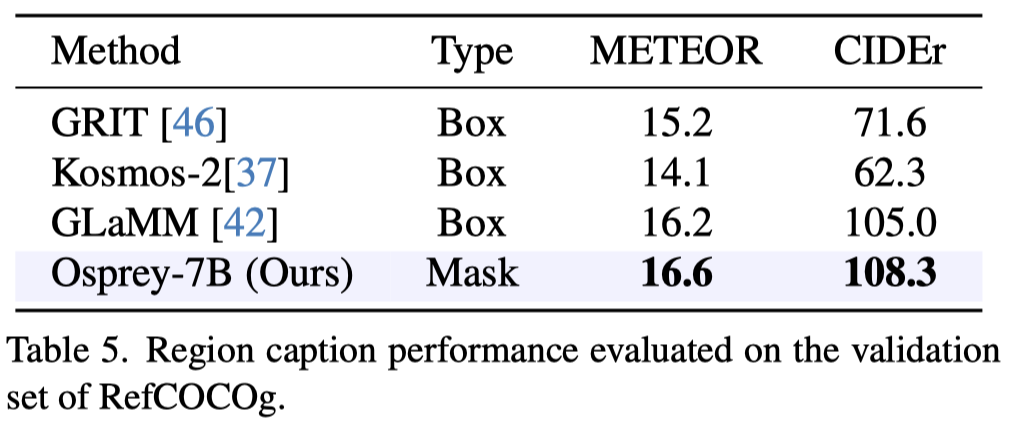 Method Type METEOR CIDEr
GRIT [46] Box 15.2 71.6
Kosmos-2[37] Box 14.1 62.3
GLaMM [42] Box 16.2 105.0
Osprey-7B (Ours) Mask 16.6 108.3
Table 5. Region caption performance evaluated on the validation
set of RefCOCOg.